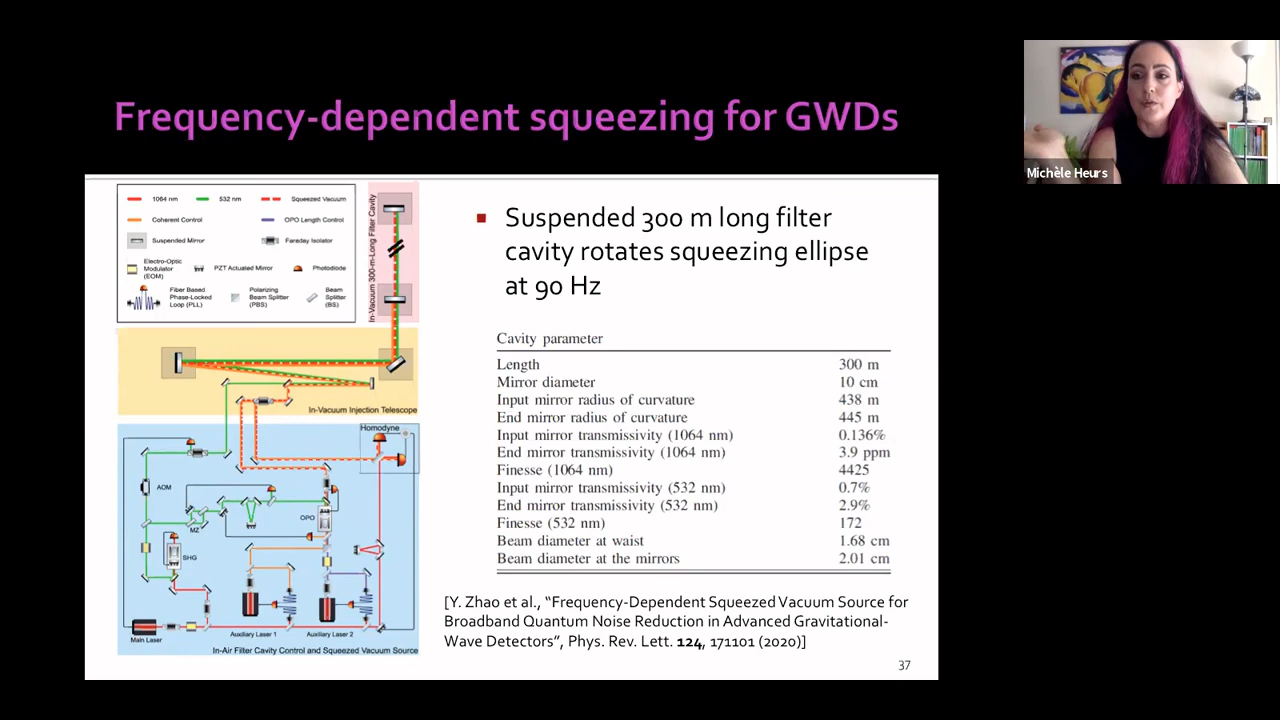 Frequency-dependent squeezing for GWDs
Michèle Heurs
1064 nm
532 nm
Squeezed Vacuum
Coherent Control
OPO Length Control
Suspended Mirror
Faraday Isolator
Electro-Optic
Modulator
(EOM)
PZT Actuated Mirror
Photodiode
Fiber Based
Phase-Locked
Loop (PLL)
Polarizing
Beam Splitter
(PBS)
Beam
Splitter
(BS)
In-Vacuum 300-m-Long Filter Cavity
In-Vacuum Injection Telescope
Homodyne
AOM
MZ
OPO
SHG
Main Laser
Auxiliary Laser 1
Auxiliary Laser 2
In-Air Filter Cavity Control and Squeezed Vacuum Source
Suspended 300 m long filter
cavity rotates squeezing ellipse
at 90 Hz
Cavity parameter
Length 300 m
Mirror diameter 10 cm
Input mirror radius of curvature 438 m
End mirror radius of curvature 445 m
Input mirror transmissivity (1064 nm) 0.136%
End mirror transmissivity (1064 nm) 3.9 ppm
Finesse (1064 nm) 4425
Input mirror transmissivity (532 nm) 0.7%
End mirror transmissivity (532 nm) 2.9%
Finesse (532 nm) 172
Beam diameter at waist 1.68 cm
Beam diameter at the mirrors 2.01 cm
[Y. Zhao et al., “Frequency-Dependent Squeezed Vacuum Source for
Broadband Quantum Noise Reduction in Advanced Gravitational-
Wave Detectors”, Phys. Rev. Lett. 124, 171101 (2020)]
37